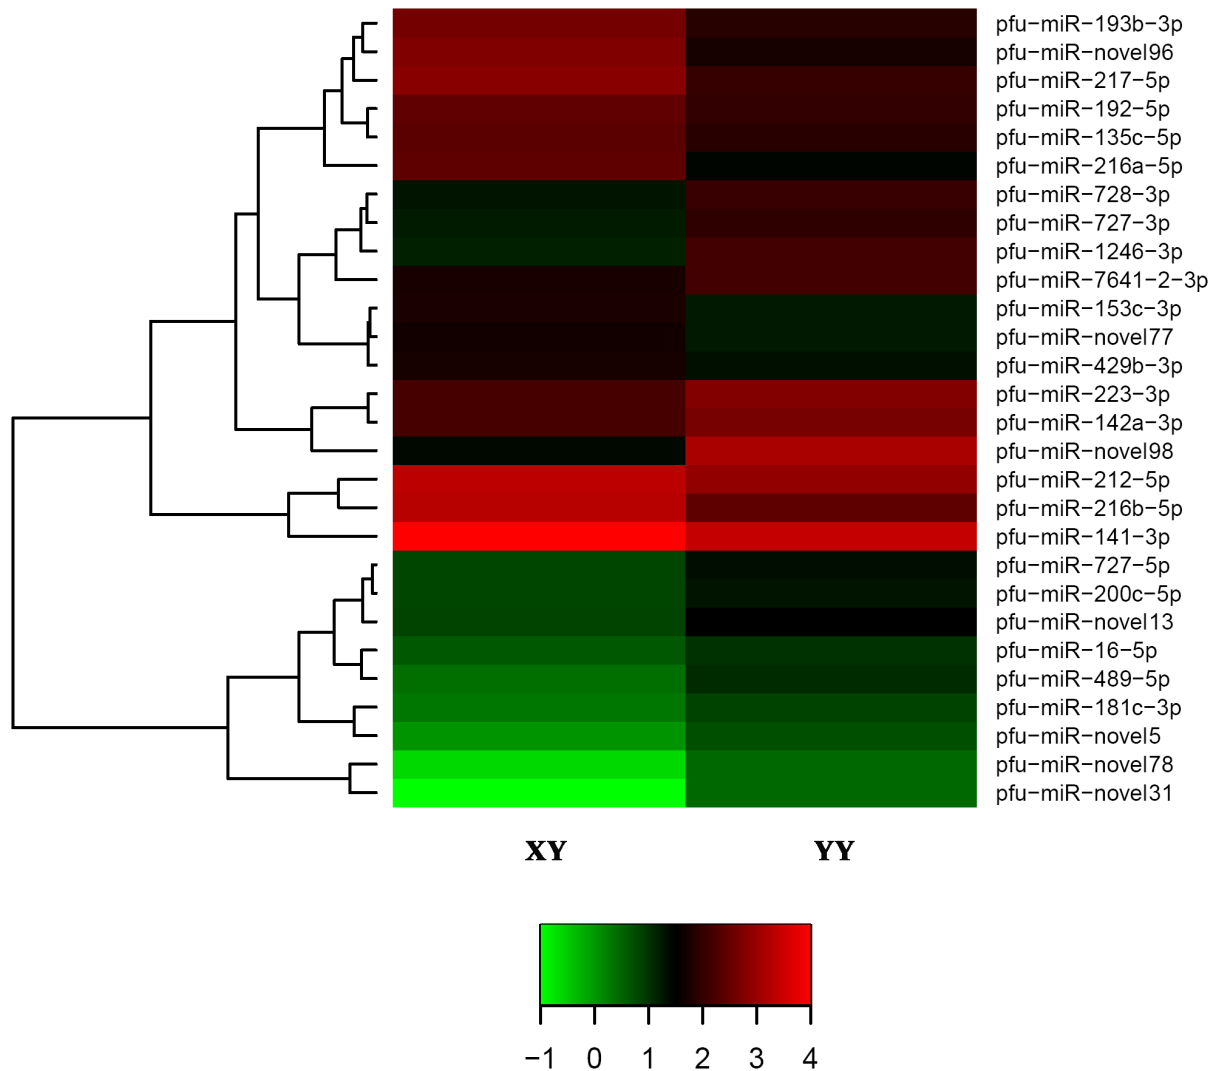 pfu−miR−193b−3p
pfu−miR−novel96
pfu−miR−217−5p
pfu−miR−192−5p
pfu−miR−135c−5p
pfu−miR−216a−5p
pfu−miR−728−3p
pfu−miR−727−3p
pfu−miR−1246−3p
pfu−miR−7641−2−3p
pfu−miR−153c−3p
pfu−miR−novel77
pfu−miR−429b−3p
pfu−miR−223−3p
pfu−miR−142a−3p
pfu−miR−novel98
pfu−miR−212−5p
pfu−miR−216b−5p
pfu−miR−141−3p
pfu−miR−727−5p
pfu−miR−200c−5p
pfu−miR−novel13
pfu−miR−16−5p
pfu−miR−489−5p
pfu−miR−181c−3p
pfu−miR−novel5
pfu−miR−novel78
pfu−miR−novel31
XY YY
−1 0 1 2 3 4